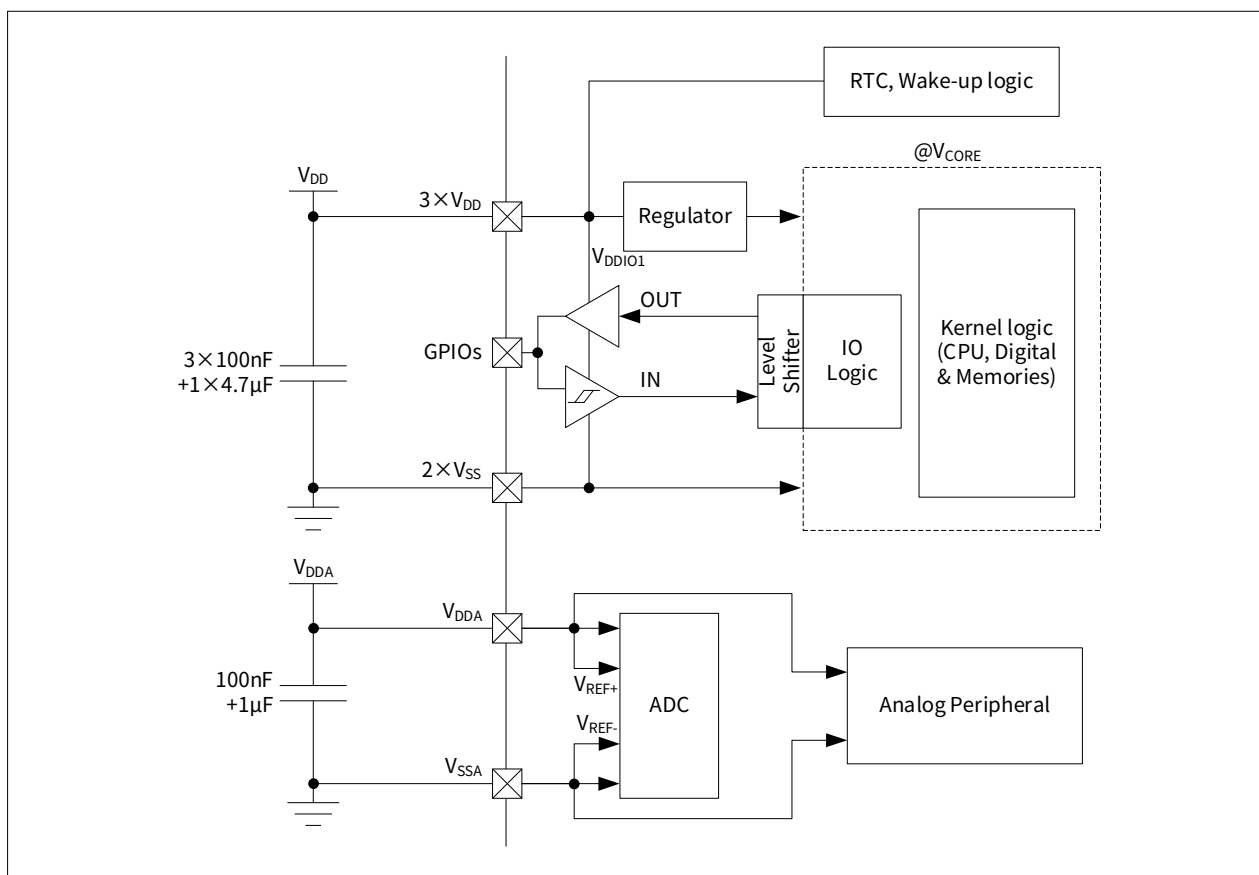 RTC, Wake-up logic
@VCORE
VDD
3×VDD
Regulator
VDDIO1
OUT
GPIOs
Level
Shifter
IO
Logic
Kernel logic
(CPU, Digital
& Memories)
3×100nF
+1×4.7μF
IN
2×VSS
VDDA
VDDA
100nF
+1μF
VREF+
ADC
Analog Peripheral
VREF-
VSSA